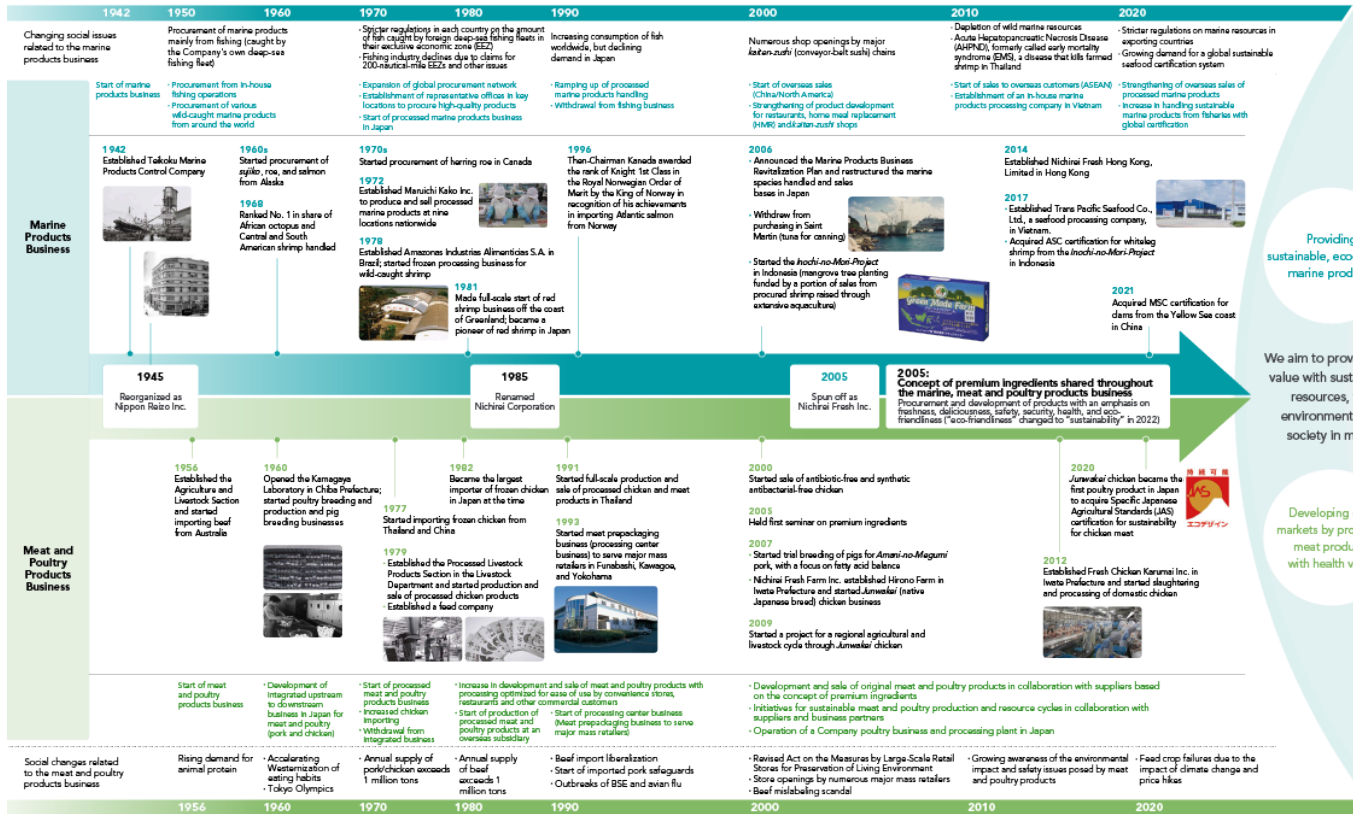 1942 1950 1960 1970 1980 1990 2000 2010 2020
Changing social issues
related to the marine
products business
Procurement of marine products
mainly from fishing (caught by
the Company's own deep-sea
fishing fleet)
· Stricter regulations in each country on the amount
of fish caught by foreign deep-sea fishing fleets in
their exclusive economic zone (EEZ)
· Fishing industry declines due to claims for
200-nautical-mile EEZs and other issues
Increasing consumption of fish
worldwide, but declining
demand in Japan
Numerous shop openings by major
kaiten-zushi (conveyor-belt sushi) chains
· Depletion of wild marine resources
· Acute Hepatopancreatic Necrosis Disease
(AHPND), formerly called early mortality
syndrome (EMS), a disease that kills farmed
shrimp in Thailand
· Stricter regulations on marine resources in
exporting countries
· Growing demand for a global sustainable
seafood certification system
Start of marine
products business
· Procurement from in-house
fishing operations
· Procurement of various
wild-caught marine products
from around the world
· Expansion of global procurement network
· Establishment of representative offices in key
locations to procure high-quality products
· Start of processed marine products business
in Japan
· Ramping up of processed
marine products handling
· Withdrawal from fishing business
· Start of overseas sales
(China/North America)
· Strengthening of product development
for restaurants, home meal replacement
(HMR) and kaiten-zushi shops
· Start of sales to overseas customers (ASEAN)
· Establishment of an in-house marine
products processing company in Vietnam
· Strengthening of overseas sales of
processed marine products
· Increase in handling sustainable
marine products from fisheries with
global certification
Marine
Products
Business
1942
Established Teikoku Marine
Products Control Company
1960s
Started procurement of
sujiko, roe, and salmon
from Alaska
1968
Ranked No. 1 in share of
African octopus and
Central and South
American shrimp handled
1970s
Started procurement of herring roe in Canada
1972
Established Maruichi Kako Inc.
to produce and sell processed
marine products at nine
locations nationwide
1978
Established Amazonas Industrias Alimenticias S.A. in
Brazil; started frozen processing business for
wild-caught shrimp
1981
Made full-scale start of red
shrimp business off the coast
of Greenland; became a
pioneer of red shrimp in Japan
1996
Then-Chairman Kaneda awarded
the rank of Knight 1st Class in
the Royal Norwegian Order of
Merit by the King of Norway in
recognition of his achievements
in importing Atlantic salmon
from Norway
2006
· Announced the Marine Products Business
Revitalization Plan and restructured the marine
species handled and sales
bases in Japan
· Withdrew from
purchasing in Saint
Martin (tuna for canning)
· Started the Inochi-no-Mori-Project
in Indonesia (mangrove tree planting
funded by a portion of sales from
procured shrimp raised through
extensive aquaculture)
Green Made Farm
2014
Established Nichirei Fresh Hong Kong,
Limited in Hong Kong
2017
· Established Trans Pacific Seafood Co.,
Ltd., a seafood processing company,
in Vietnam.
· Acquired ASC certification for whiteleg
shrimp from the Inochi-no-Mori-Project
in Indonesia
2021
Acquired MSC certification for
clams from the Yellow Sea coast
in China
Providing
sustainable, eco
marine prod
1945
Reorganized as
Nippon Reizo Inc.
1985
Renamed
Nichirei Corporation
2005
Spun off as
Nichirei Fresh Inc.
2005:
Concept of premium ingredients shared throughout
the marine, meat and poultry products business
Procurement and development of products with an emphasis on
freshness, deliciousness, safety, security, health, and eco-
friendliness ("eco-friendliness" changed to "sustainability" in 2022)
We aim to prov
value with sust
resources,
environment
society in m
Meat and
Poultry
Products
Business
1956
Established the
Agriculture and
Livestock Section
and started
importing beef
from Australia
1960
Opened the Kamagaya
Laboratory in Chiba Prefecture;
started poultry breeding and
production and pig
breeding businesses
1977
Started importing frozen chicken from
Thailand and China
1979
· Established the Processed Livestock
Products Section in the Livestock
Department and started production and
sale of processed chicken products
· Established a feed company
1982
Became the largest
importer of frozen chicken
in Japan at the time
1991
Started full-scale production and
sale of processed chicken and meat
products in Thailand
1993
Started meat prepackaging
business (processing center
business) to serve major mass
retailers in Funabashi, Kawagoe,
and Yokohama
2000
Started sale of antibiotic-free and synthetic
antibacterial-free chicken
2005
Held first seminar on premium ingredients
2007
· Started trial breeding of pigs for Amani-no-Megumi
pork, with a focus on fatty acid balance
· Nichirei Fresh Farm Inc. established Hirono Farm in
Iwate Prefecture and started Junwakei (native
Japanese breed) chicken business
2009
Started a project for a regional agricultural and
livestock cycle through Junwakei chicken
2020
Junwakei chicken became the
first poultry product in Japan
to acquire Specific Japanese
Agricultural Standards (JAS)
certification for sustainability
for chicken meat
持続可能
JAS
エコデザイン
2012
Established Fresh Chicken Karumai Inc. in
Iwate Prefecture and started slaughtering
and processing of domestic chicken
Developing
markets by pro
meat produ
with health v
Start of meat
and poultry
products business
· Development of
integrated upstream
to downstream
business in Japan for
meat and poultry
(pork and chicken)
· Start of processed
meat and poultry
products business
· Increased chicken
importing
· Withdrawal from
integrated business
· Increase in development and sale of meat and poultry products with
processing optimized for ease of use by convenience stores,
restaurants and other commercial customers
· Start of production of
processed meat and
poultry products at an
overseas subsidiary
· Start of processing center business
(Meat prepackaging business to serve
major mass retailers)
· Development and sale of original meat and poultry products in collaboration with suppliers based
on the concept of premium ingredients
· Initiatives for sustainable meat and poultry production and resource cycles in collaboration with
suppliers and business partners
· Operation of a Company poultry business and processing plant in Japan
Social changes related
to the meat and poultry
products business
Rising demand for
animal protein
· Accelerating
Westernization of
eating habits
· Tokyo Olympics
Annual supply of
pork/chicken exceeds
1 million tons
Annual supply
of beef
exceeds 1
million tons
· Beef import liberalization
· Start of imported pork safeguards
· Outbreaks of BSE and avian flu
· Revised Act on the Measures by Large-Scale Retail
Stores for Preservation of Living Environment
· Store openings by numerous major mass retailers
· Beef mislabeling scandal
· Growing awareness of the environmental
impact and safety issues posed by meat
and poultry products
· Feed crop failures due to the
impact of climate change and
price hikes
1956 1960 1970 1980 1990 2000 2010 2020